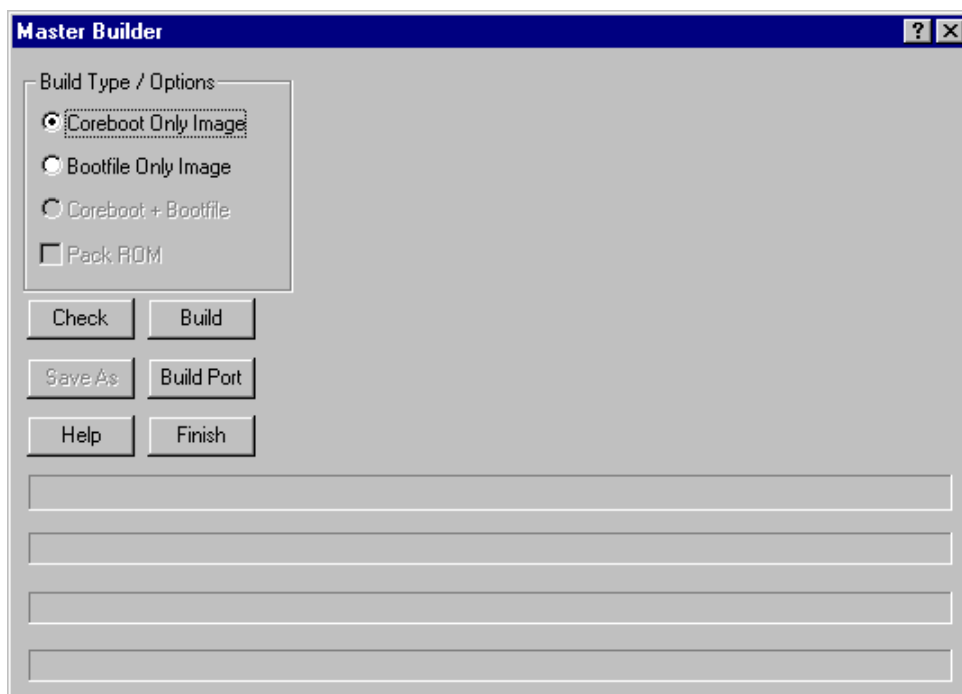 Master Builder
Build Type / Options
Coreboot Only Image
Bootfile Only Image
Coreboot + Bootfile
Pack ROM
Check Build
Save As Build Port
Help Finish